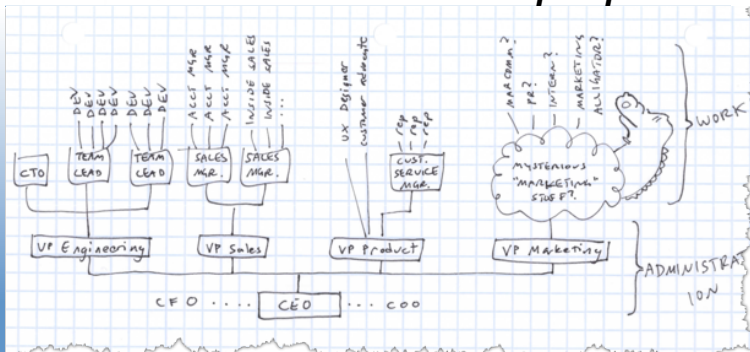 DEV
DEV
DEV
DEV
DEV
DEV
DEV
ACCT MGR
ACCT MGR
ACCT MGR
INSIDE SALES
INSIDE SALES
...
UX Designer
customer advocate
rep
rep
rep
MARCOMM?
PR?
INTERN?
MARKETING
ALLIGATOR?
WORK
CTO
TEAM
LEAD
TEAM
LEAD
SALES
MGR.
SALES
MGR.
CUST.
SERVICE
MGR.
MYSTERIOUS
"MARKETING"
STUFF?
VP Engineering
VP Sales
VP Product
VP Marketing
ADMINISTRAT
ION
CFO .... CEO ... COO